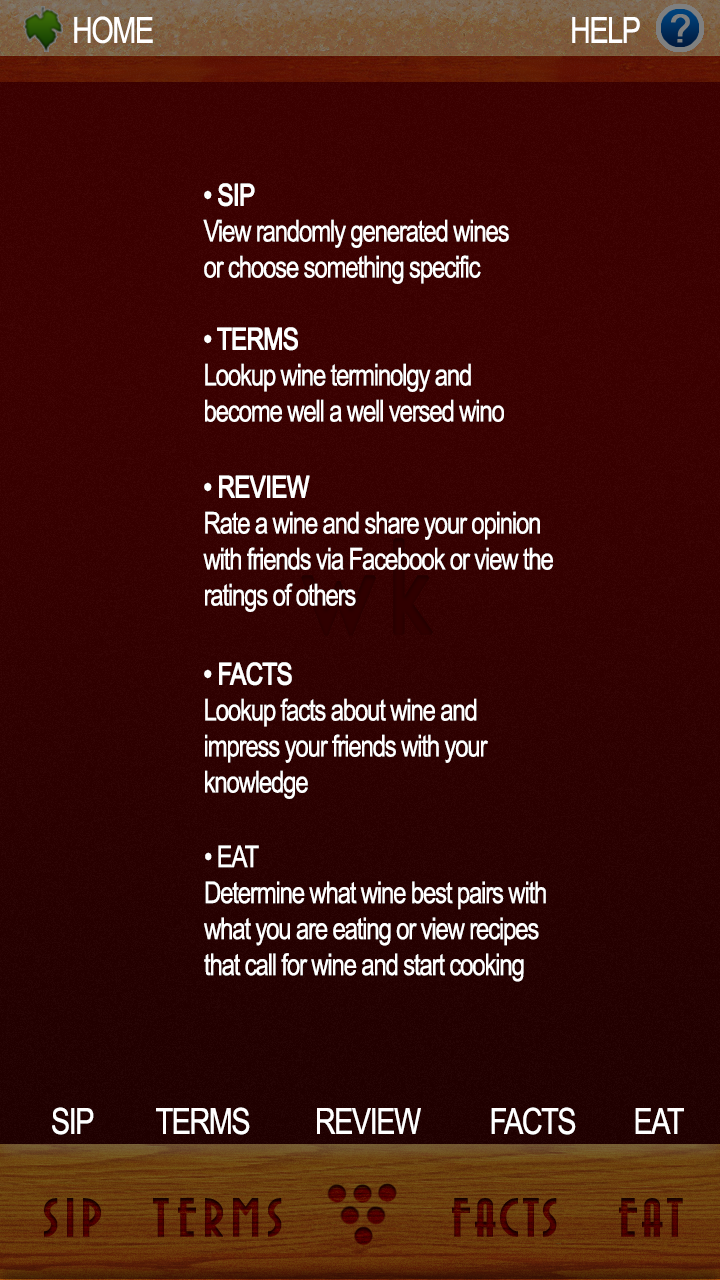 HOME
HELP
?
• SIP
View randomly generated wines
or choose something specific
• TERMS
Lookup wine terminolgy and
become well a well versed wino
• REVIEW
Rate a wine and share your opinion
with friends via Facebook or view the
ratings of others
WK
• FACTS
Lookup facts about wine and
impress your friends with your
knowledge
• EAT
Determine what wine best pairs with
what you are eating or view recipes
that call for wine and start cooking
SIP TERMS REVIEW FACTS EAT
SIP TERMS FACTS EAT